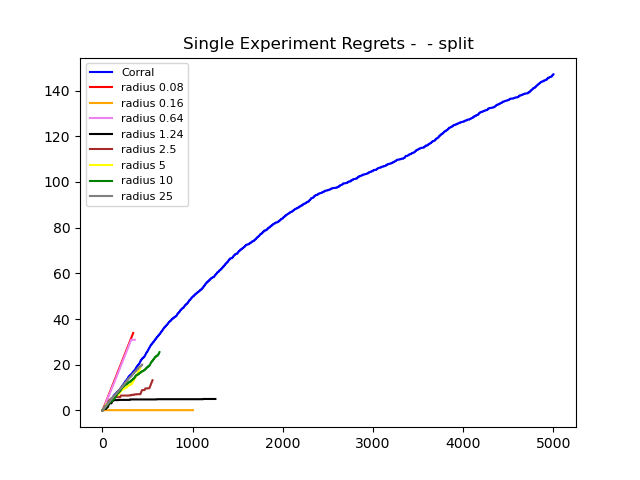 Single Experiment Regrets -  - split
Corral
radius 0.08
radius 0.16
radius 0.64
radius 1.24
radius 2.5
radius 5
radius 10
radius 25
140
120
100
80
60
40
20
0
0 1000 2000 3000 4000 5000